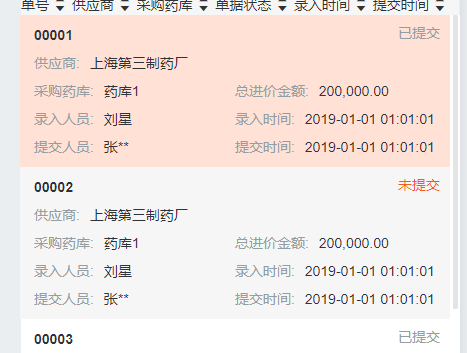 单号 供应商 采购药库 单据状态 录入时间 提交时间
00001 已提交
供应商: 上海第三制药厂
采购药库: 药库1 总进价金额: 200,000.00
录入人员: 刘星 录入时间: 2019-01-01 01:01:01
提交人员: 张** 提交时间: 2019-01-01 01:01:01
00002 未提交
供应商: 上海第三制药厂
采购药库: 药库1 总进价金额: 200,000.00
录入人员: 刘星 录入时间: 2019-01-01 01:01:01
提交人员: 张** 提交时间: 2019-01-01 01:01:01
00003 已提交